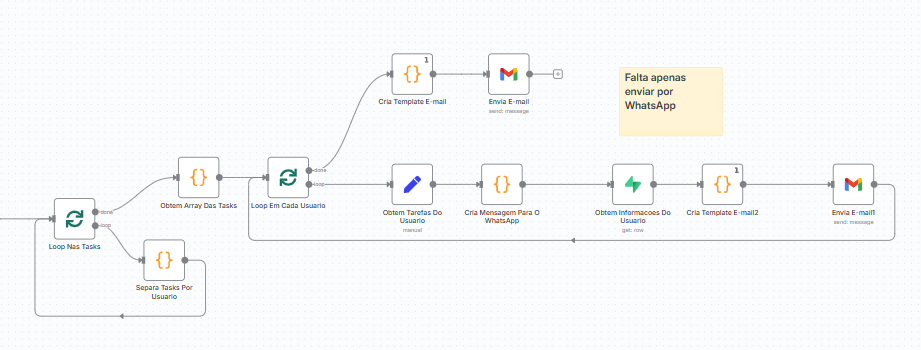 1
Cria Template E-mail
Envia E-mail
send: message
Falta apenas
enviar por
WhatsApp
Obtem Array Das Tasks
done
loop
Loop Em Cada Usuario
Obtem Tarefas Do
Usuario
manual
Cria Mensagem Para O
WhatsApp
Obtem Informacoes Do
Usuario
get: row
1
Cria Template E-mail2
Envia E-mail1
send: message
done
loop
Loop Nas Tasks
Separa Tasks Por
Usuario